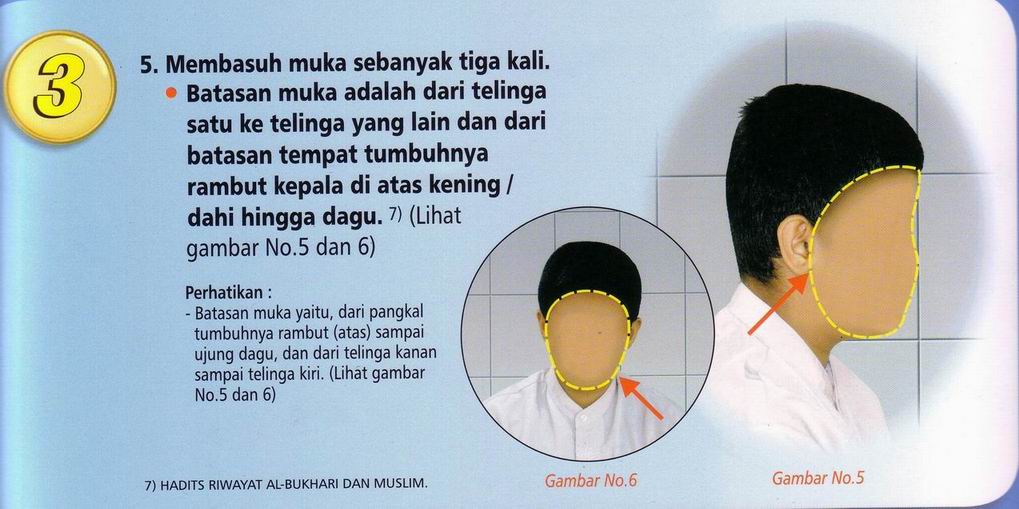 3
5. Membasuh muka sebanyak tiga kali.
• Batasan muka adalah dari telinga
satu ke telinga yang lain dan dari
batasan tempat tumbuhnya
rambut kepala di atas kening /
dahi hingga dagu. 7) (Lihat
gambar No.5 dan 6)
Perhatikan :
- Batasan muka yaitu, dari pangkal
tumbuhnya rambut (atas) sampai
ujung dagu, dan dari telinga kanan
sampai telinga kiri. (Lihat gambar
No.5 dan 6)
Gambar No.6
Gambar No.5
7) HADITS RIWAYAT AL-BUKHARI DAN MUSLIM.